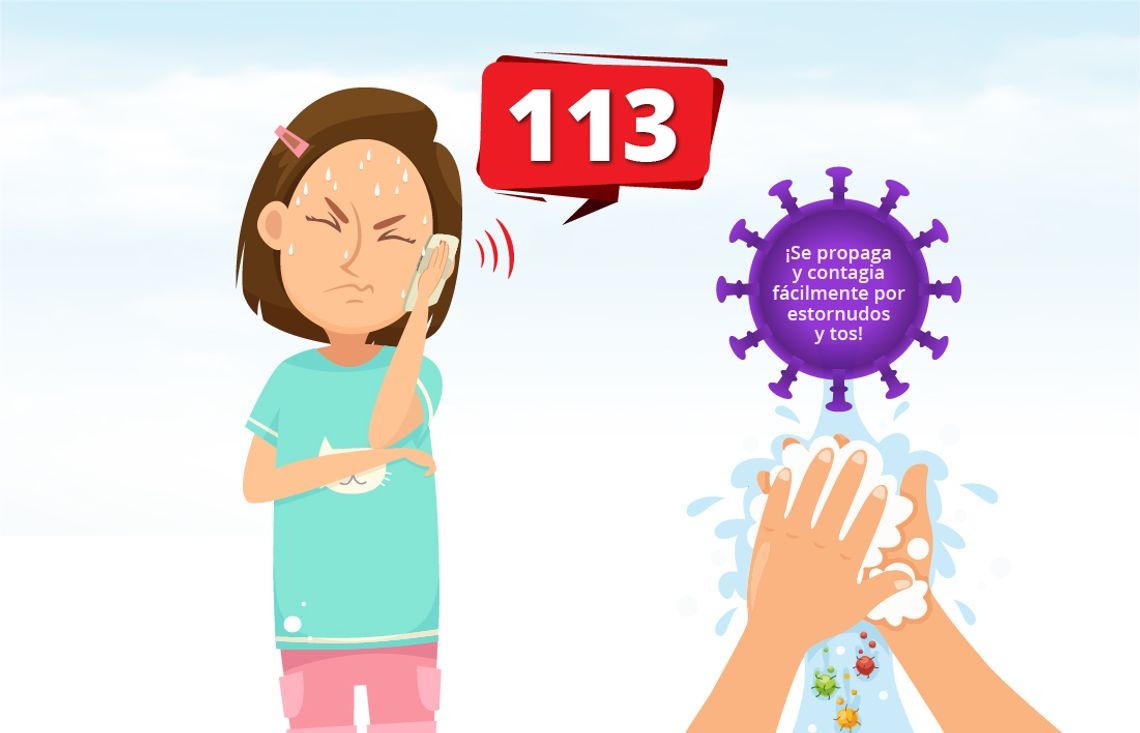 113
¡Se propaga
y contagia
fácilmente por
estornudos
y tos!